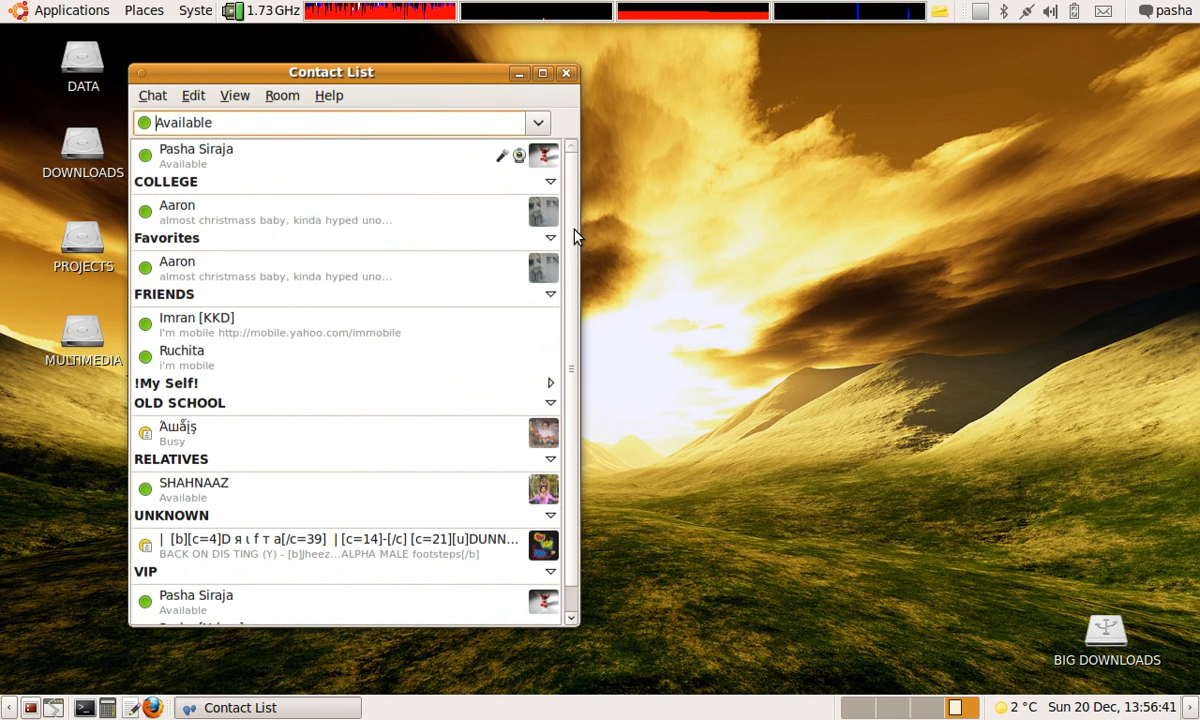 Applications Places Syste 1.73GHz pasha
DATA
DOWNLOADS
PROJECTS
MULTIMEDIA
Contact List
Chat Edit View Room Help
Available
Pasha Siraja
Available
COLLEGE
Aaron
almost christmass baby, kinda hyped uno...
Favorites
Aaron
almost christmass baby, kinda hyped uno...
FRIENDS
Imran [KKD]
I'm mobile http://mobile.yahoo.com/immobile
Ruchita
i'm mobile
!My Self!
OLD SCHOOL
Busy
RELATIVES
SHAHNAAZ
Available
UNKNOWN
| [b][c=4]D я ι f т a[/c=39] | [c=14]-[/c] [c=21][u]DUNN...
BACK ON DIS TING (Y) - [b]Jheez...ALPHA MALE footsteps[/b]
VIP
Pasha Siraja
Available
BIG DOWNLOADS
Contact List
2 °C Sun 20 Dec, 13:56:41